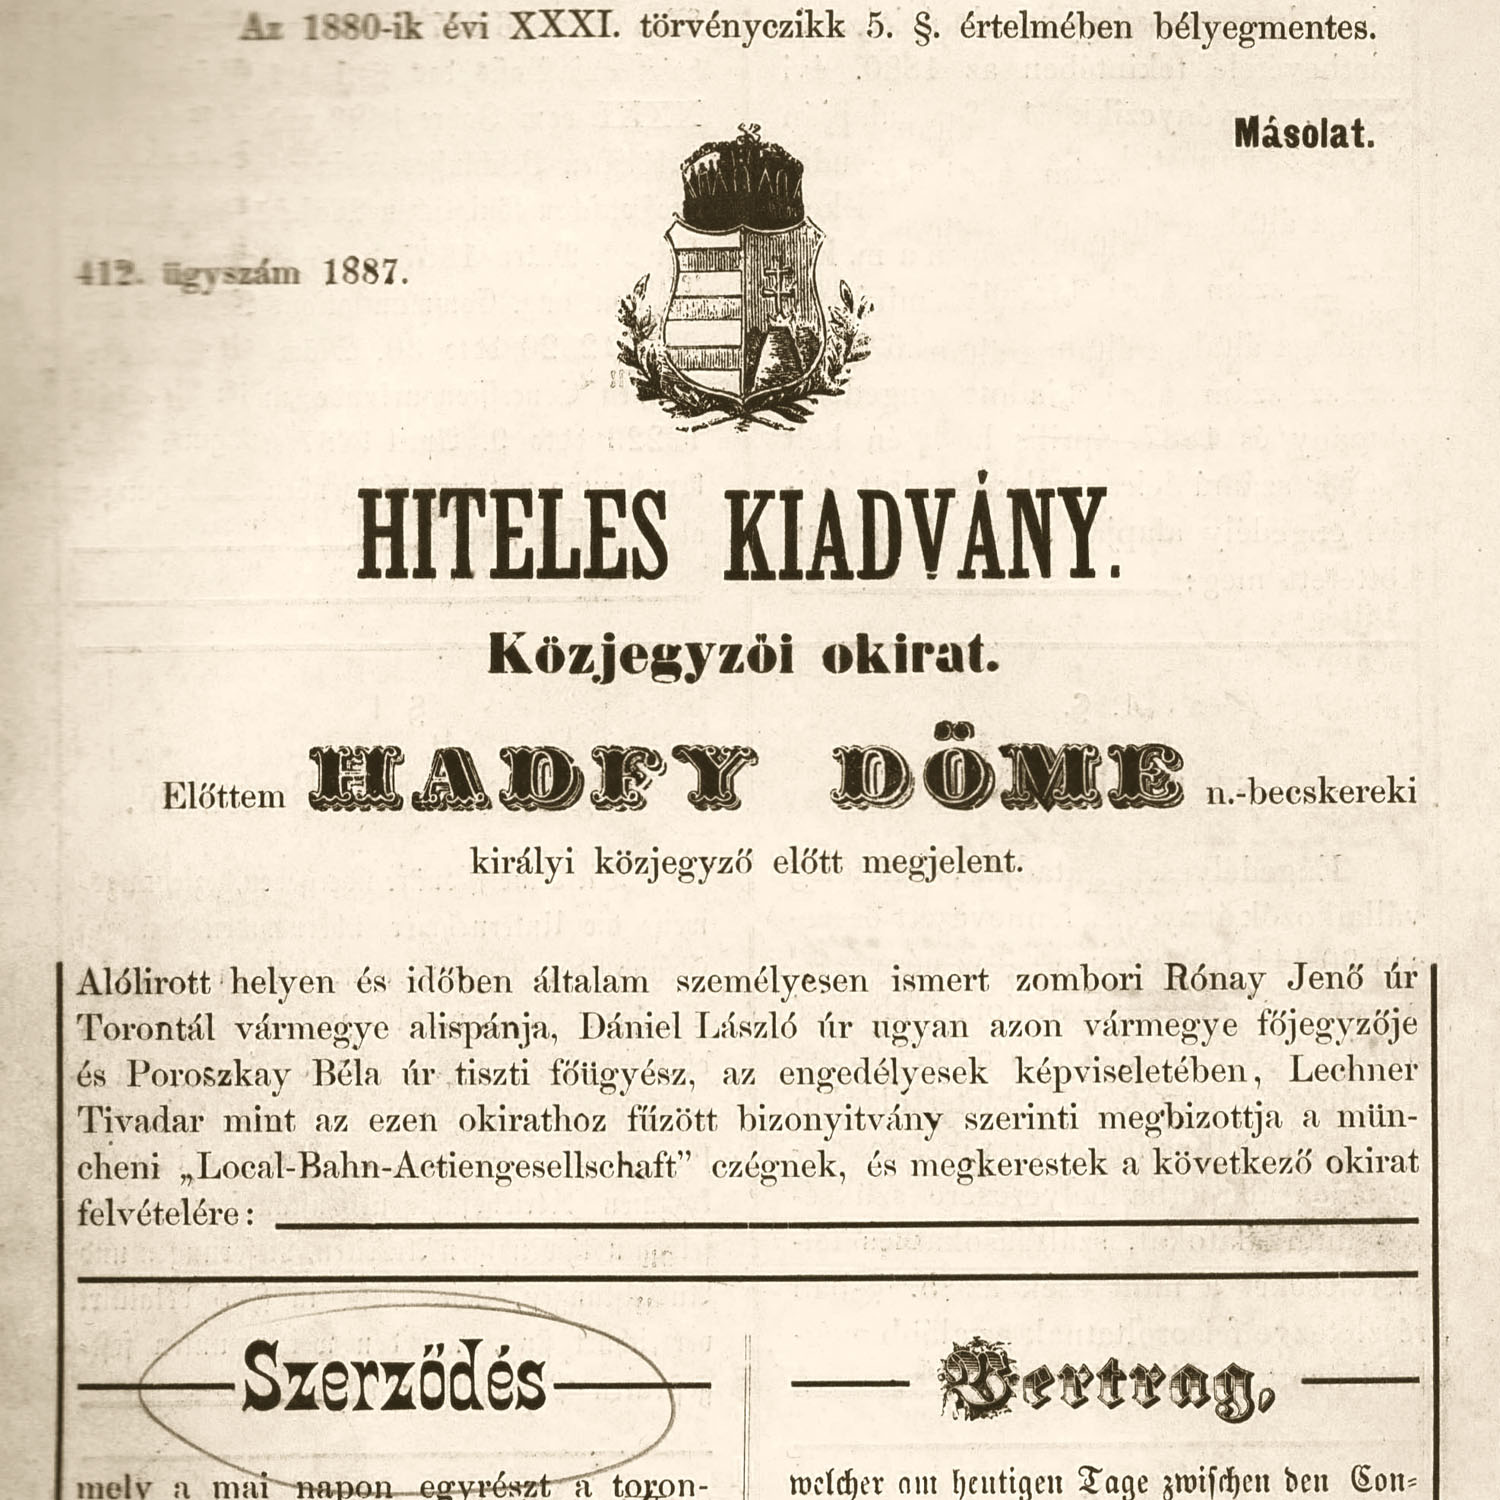 Az 1880-ik évi XXXI. törvényczikk 5. §. értelmében bélyegmentes.
Másolat.
412. ügyszám 1887.
HITELES KIADVÁNY.
Közjegyzői okirat.
Előttem HADFY DÖME n.-becskereki
királyi közjegyző előtt megjelent.
Alólirott helyen és időben általam személyesen ismert zombori Rónay Jenő úr
Torontál vármegye alispánja, Dániel László úr ugyan azon vármegye főjegyzője
és Poroszkay Béla úr tiszti főügyész, az engedélyesek képviseletében, Lechner
Tivadar mint az ezen okirathoz fűzött bizonyitvány szerinti megbizottja a mün-
cheni „Local-Bahn-Actiengesellschaft” czégnek, és megkerestek a következő okirat
felvételére:
Szerződés
mely a mai napon egyrészt a toron-
Vertrag,
welcher am heutigen Tage zwischen den Con-